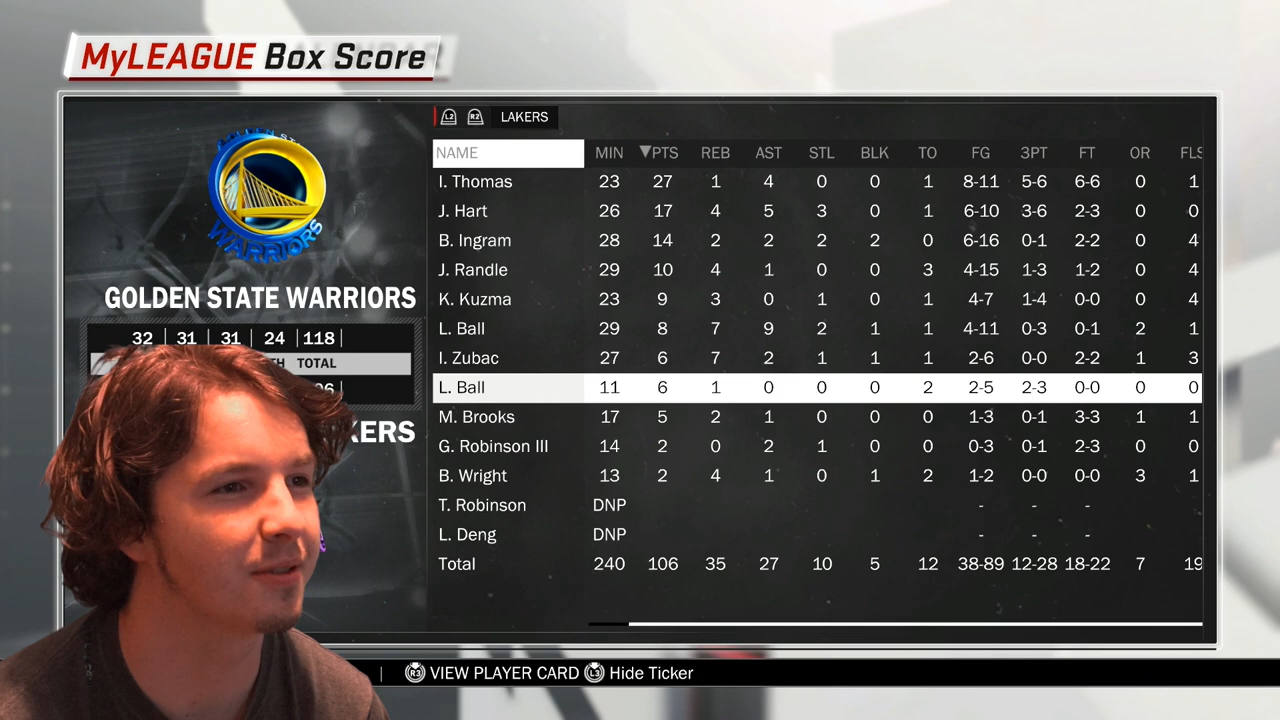 MyLEAGUE Box Score
L2 R2 LAKERS
NAME MIN ▼PTS REB AST STL BLK TO FG 3PT FT OR FLS
I. Thomas 23 27 1 4 0 0 1 8-11 5-6 6-6 0 1
J. Hart 26 17 4 5 3 0 1 6-10 3-6 2-3 0 0
B. Ingram 28 14 2 2 2 2 0 6-16 0-1 2-2 0 4
J. Randle 29 10 4 1 0 0 3 4-15 1-3 1-2 0 4
K. Kuzma 23 9 3 0 1 0 1 4-7 1-4 0-0 0 4
L. Ball 29 8 7 9 2 1 1 4-11 0-3 0-1 2 1
I. Zubac 27 6 7 2 1 1 1 2-6 0-0 2-2 1 3
L. Ball 11 6 1 0 0 0 2 2-5 2-3 0-0 0 0
M. Brooks 17 5 2 1 0 0 0 1-3 0-1 3-3 1 1
G. Robinson III 14 2 0 2 1 0 0 0-3 0-1 2-3 0 0
B. Wright 13 2 4 1 0 1 2 1-2 0-0 0-0 3 1
T. Robinson DNP - - -
L. Deng DNP - - -
Total 240 106 35 27 10 5 12 38-89 12-28 18-22 7 19
GOLDEN STATE
WARRIORS
GOLDEN STATE WARRIORS
32 31 31 24 118
TOTAL
R3 VIEW PLAYER CARD L3 Hide Ticker